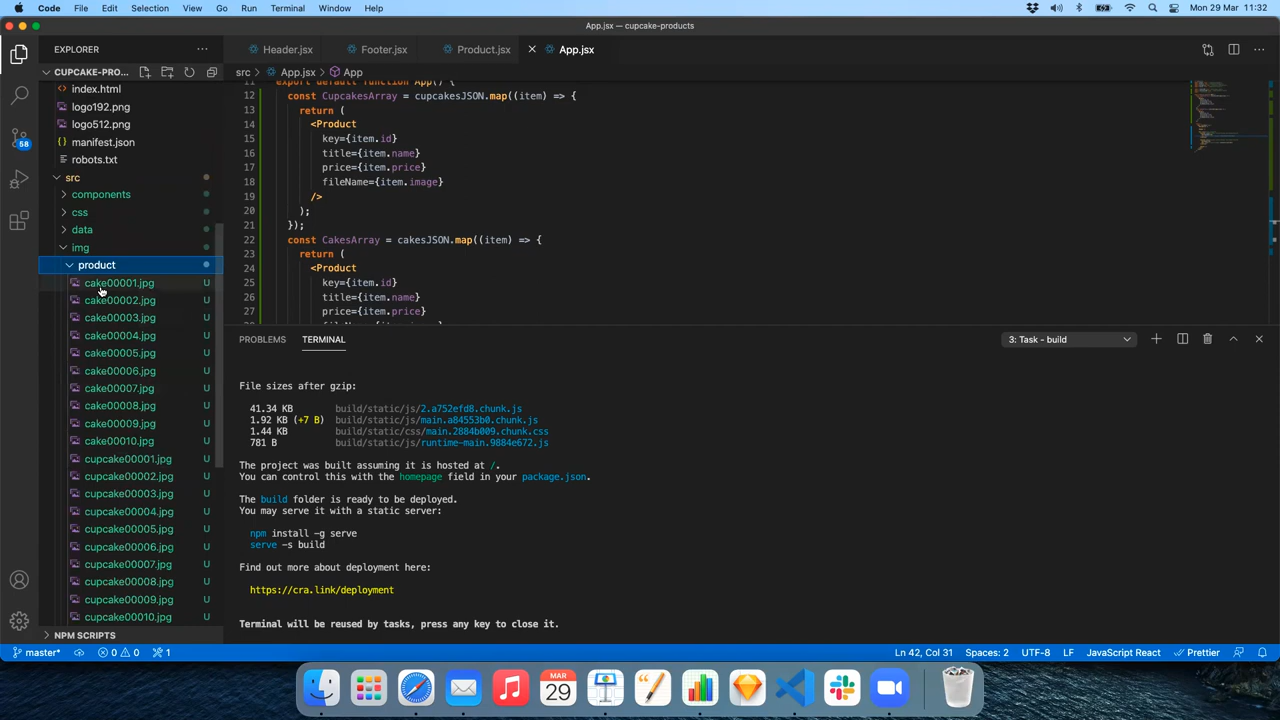 Code File Edit Selection View Go Run Terminal Window Help Mon 29 Mar 11:32
App.jsx — cupcake-products
EXPLORER
Header.jsx Footer.jsx Product.jsx App.jsx
CUPCAKE-PRO...
src App.jsx App
index.html
logo192.png
logo512.png
manifest.json
robots.txt
src
components
css
data
img
product
cake00001.jpg U
cake00002.jpg U
cake00003.jpg U
cake00004.jpg U
cake00005.jpg U
cake00006.jpg U
cake00007.jpg U
cake00008.jpg U
cake00009.jpg U
cake00010.jpg U
cupcake00001.jpg U
cupcake00002.jpg U
cupcake00003.jpg U
cupcake00004.jpg U
cupcake00005.jpg U
cupcake00006.jpg U
cupcake00007.jpg U
cupcake00008.jpg U
cupcake00009.jpg U
cupcake00010.jpg U
NPM SCRIPTS
58
11 export default function App() {
12 const CupcakesArray = cupcakesJSON.map((item) => {
13 return (
14 <Product
15 key={item.id}
16 title={item.name}
17 price={item.price}
18 fileName={item.image}
19 />
20 );
21 });
22 const CakesArray = cakesJSON.map((item) => {
23 return (
24 <Product
25 key={item.id}
26 title={item.name}
27 price={item.price}
PROBLEMS TERMINAL 3: Task - build
File sizes after gzip:
41.34 KB build/static/js/2.a752efd8.chunk.js
1.92 KB (+7 B) build/static/js/main.a84553b0.chunk.js
1.44 KB build/static/css/main.2884b009.chunk.css
781 B build/static/js/runtime-main.9884e672.js
The project was built assuming it is hosted at /.
You can control this with the homepage field in your package.json.
The build folder is ready to be deployed.
You may serve it with a static server:
npm install -g serve
serve -s build
Find out more about deployment here:
https://cra.link/deployment
Terminal will be reused by tasks, press any key to close it.
master* 0 0 1 Ln 42, Col 31 Spaces: 2 UTF-8 LF JavaScript React Prettier
MAR
29